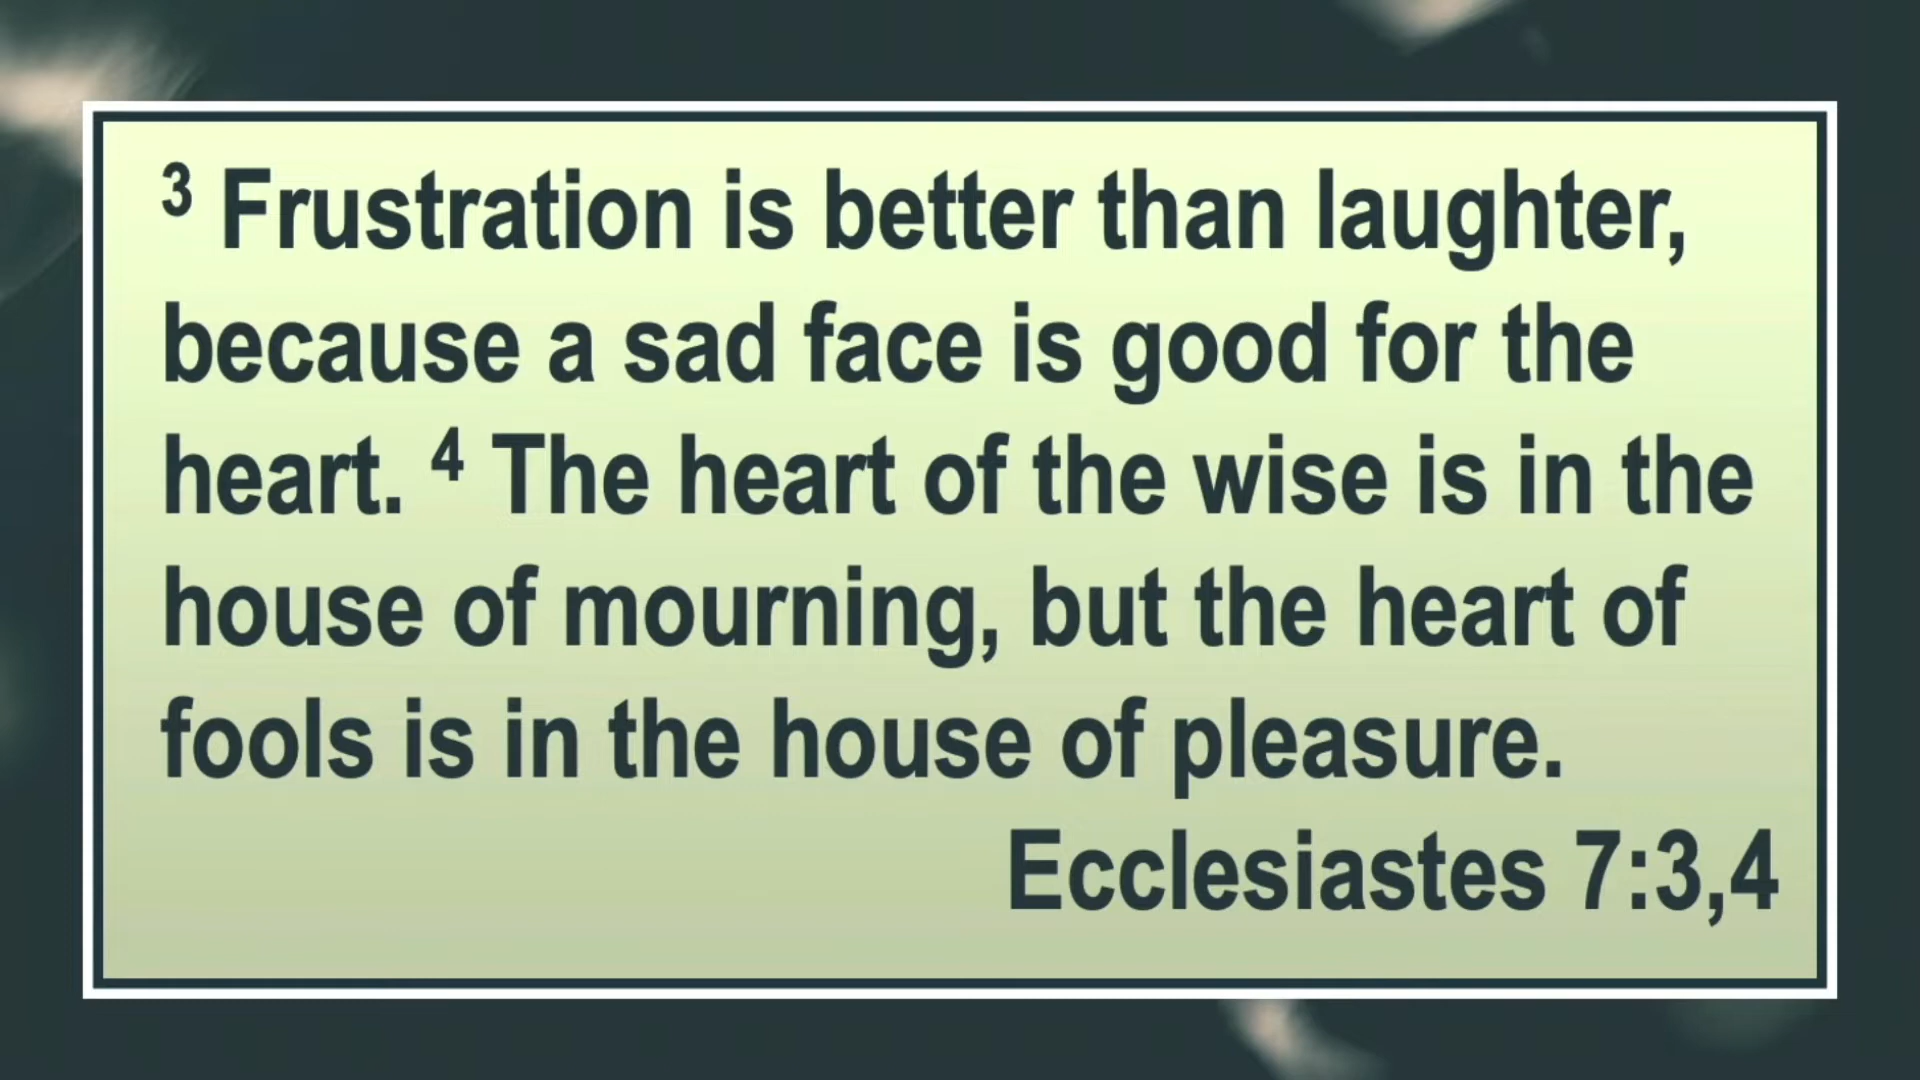 ³ Frustration is better than laughter,
because a sad face is good for the
heart. ⁴ The heart of the wise is in the
house of mourning, but the heart of
fools is in the house of pleasure.
Ecclesiastes 7:3,4